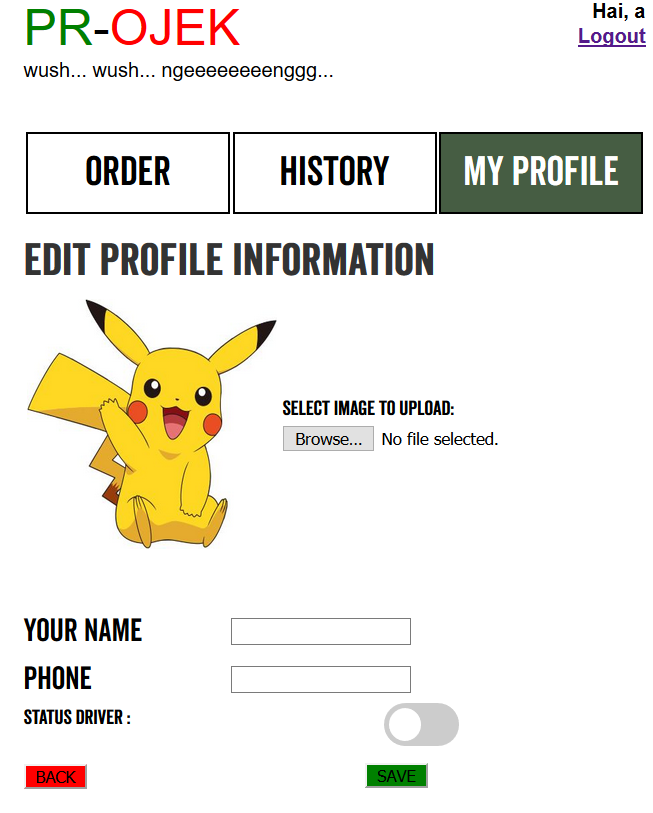 PR-OJEK
Hai, a
Logout
wush... wush... ngeeeeeeeenggg...
ORDER
HISTORY
MY PROFILE
EDIT PROFILE INFORMATION
SELECT IMAGE TO UPLOAD:
Browse... No file selected.
YOUR NAME
PHONE
STATUS DRIVER :
BACK
SAVE